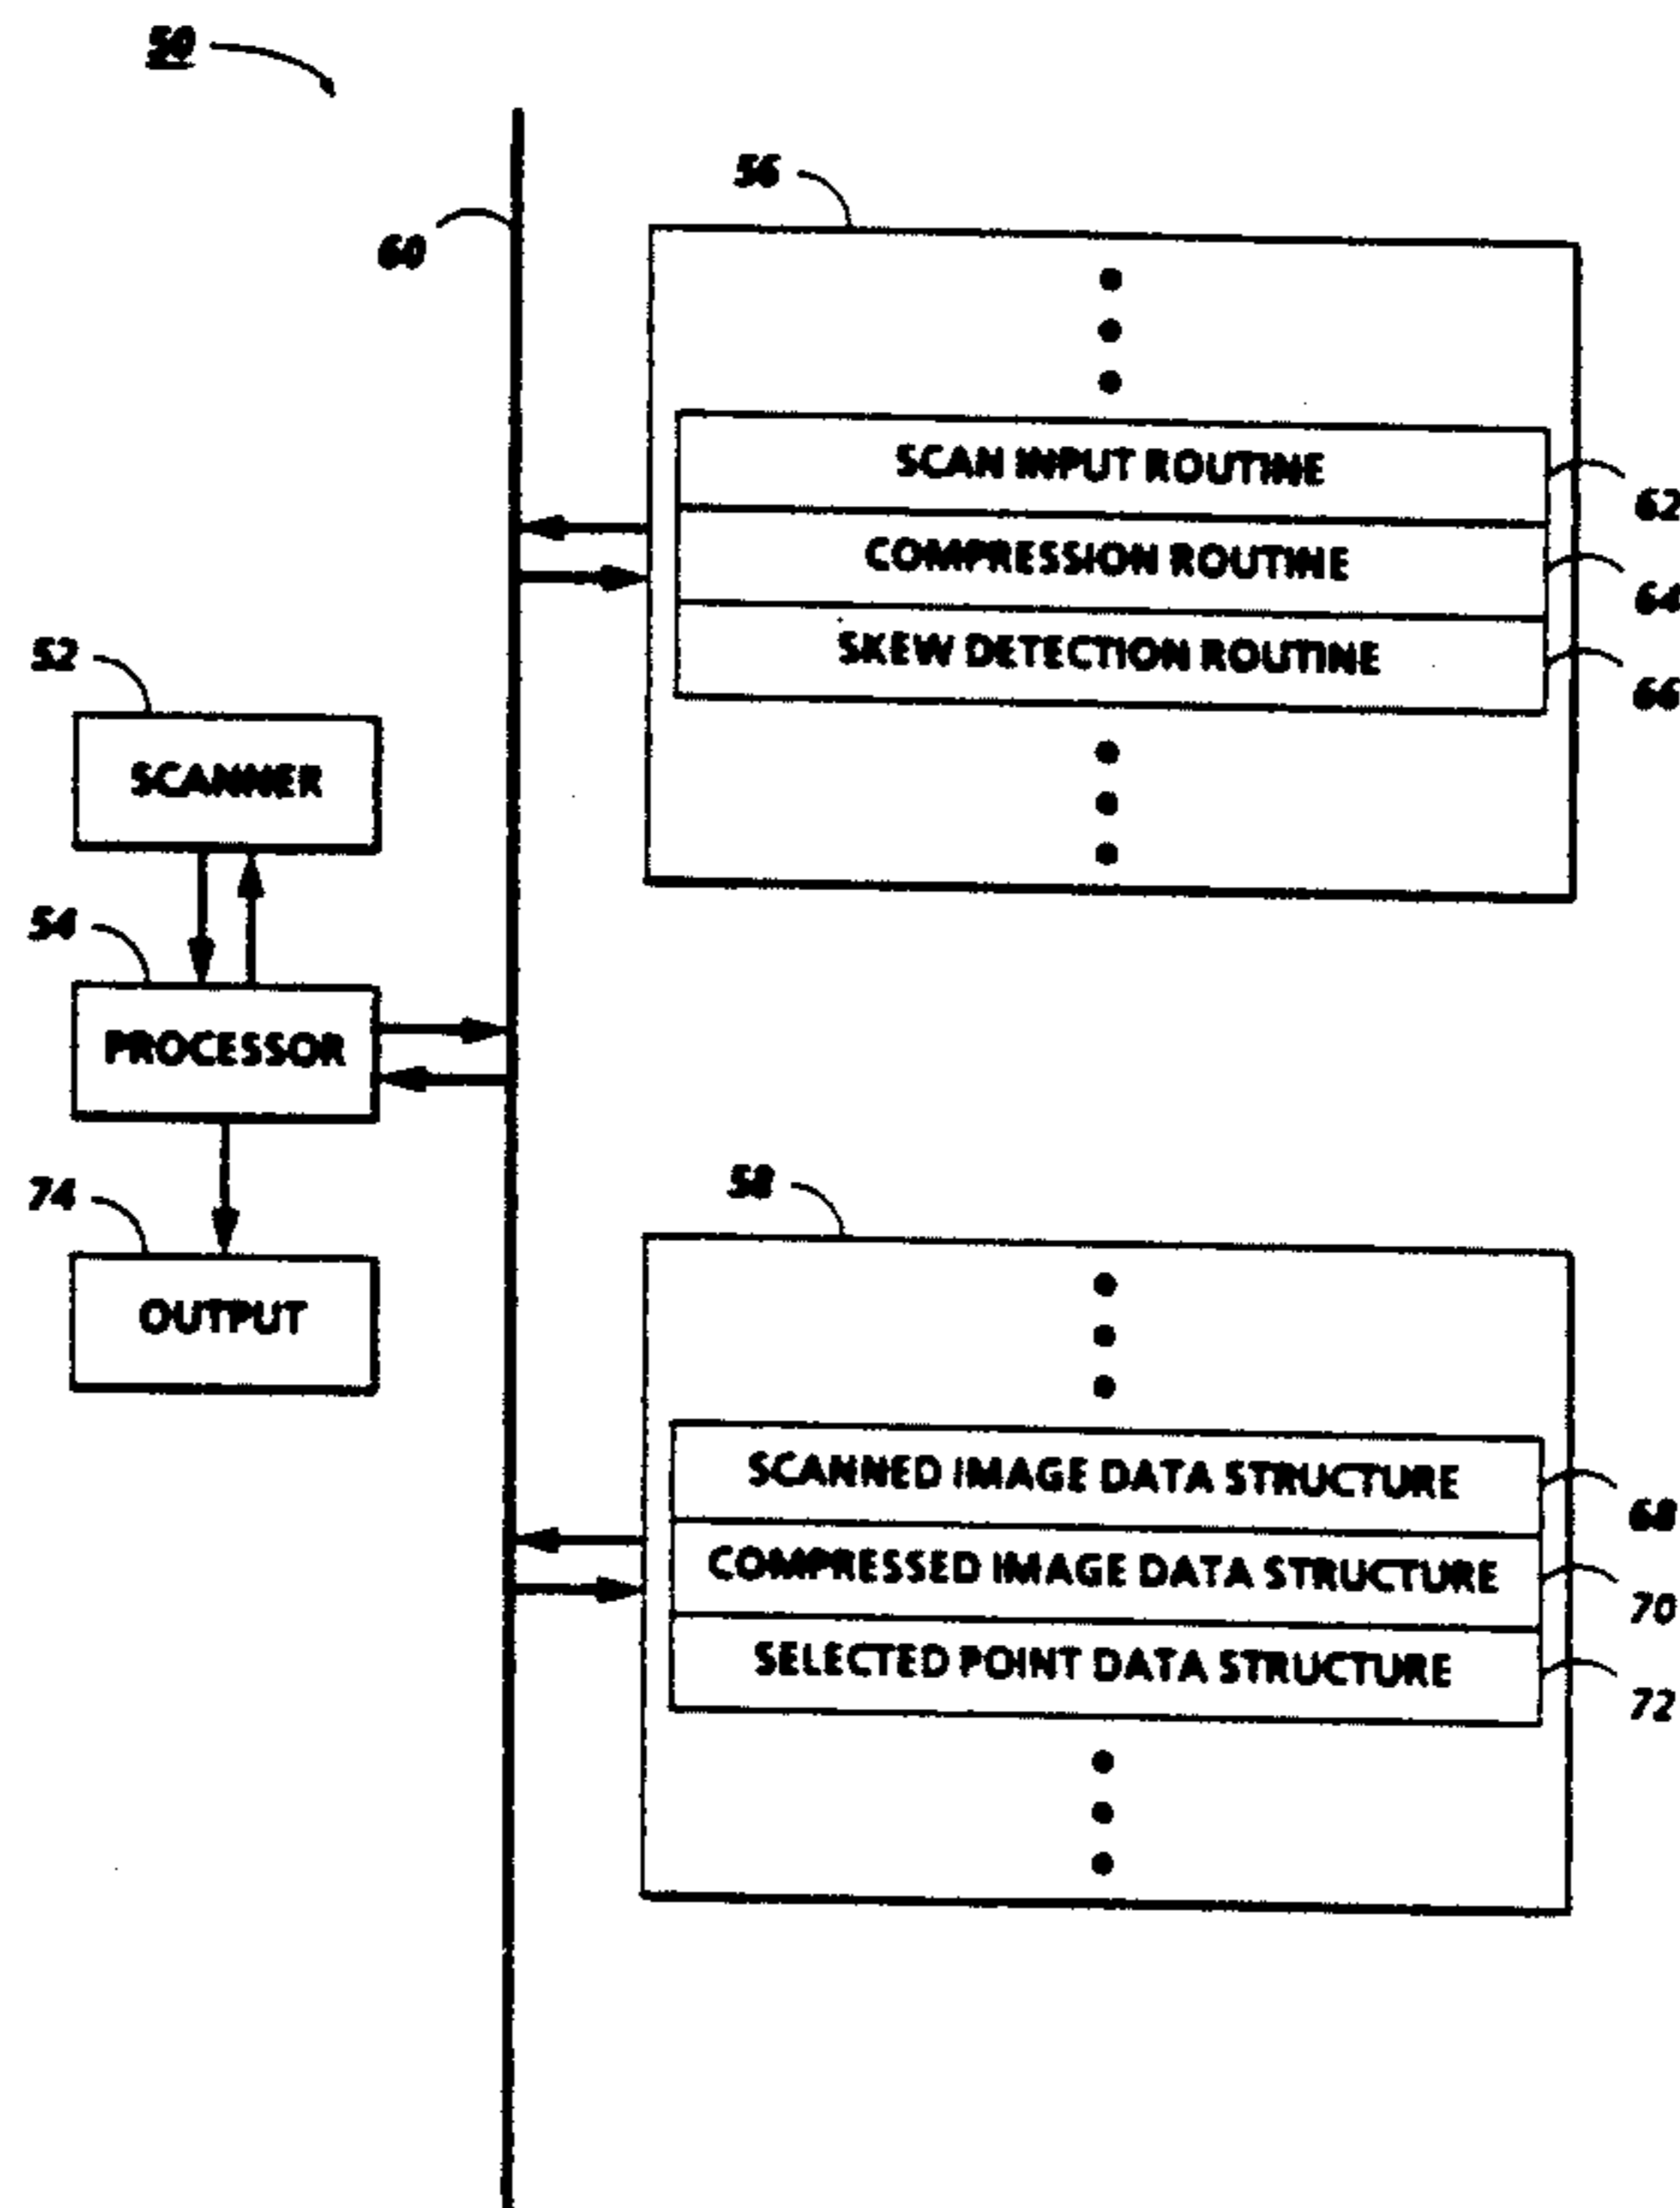 50
60
56
SCAN INPUT ROUTINE
62
COMPRESSION ROUTINE
64
SKEW DETECTION ROUTINE
66
52
SCANNER
54
PROCESSOR
74
OUTPUT
58
SCANNED IMAGE DATA STRUCTURE
68
COMPRESSED IMAGE DATA STRUCTURE
70
SELECTED POINT DATA STRUCTURE
72